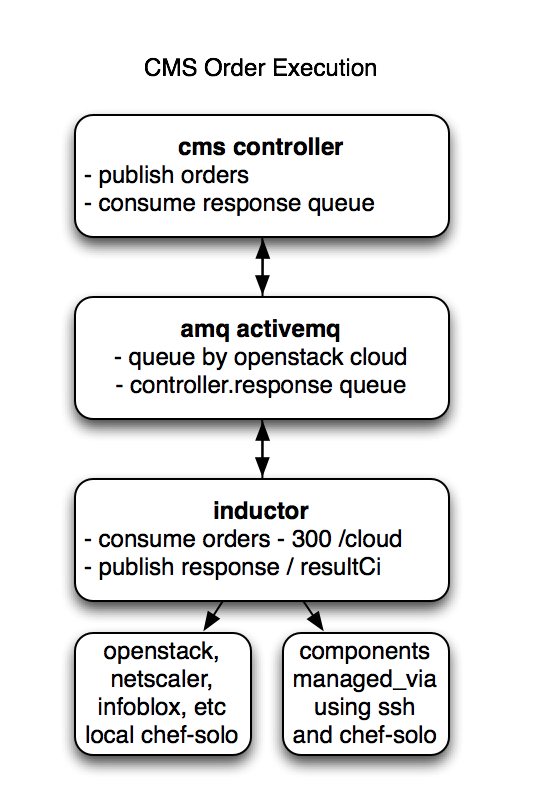 CMS Order Execution
cms controller
- publish orders
- consume response queue
amq activemq
- queue by openstack cloud
- controller.response queue
inductor
- consume orders - 300 /cloud
- publish response / resultCi
openstack,
netscaler,
infoblox, etc
local chef-solo
components
managed_via
using ssh
and chef-solo